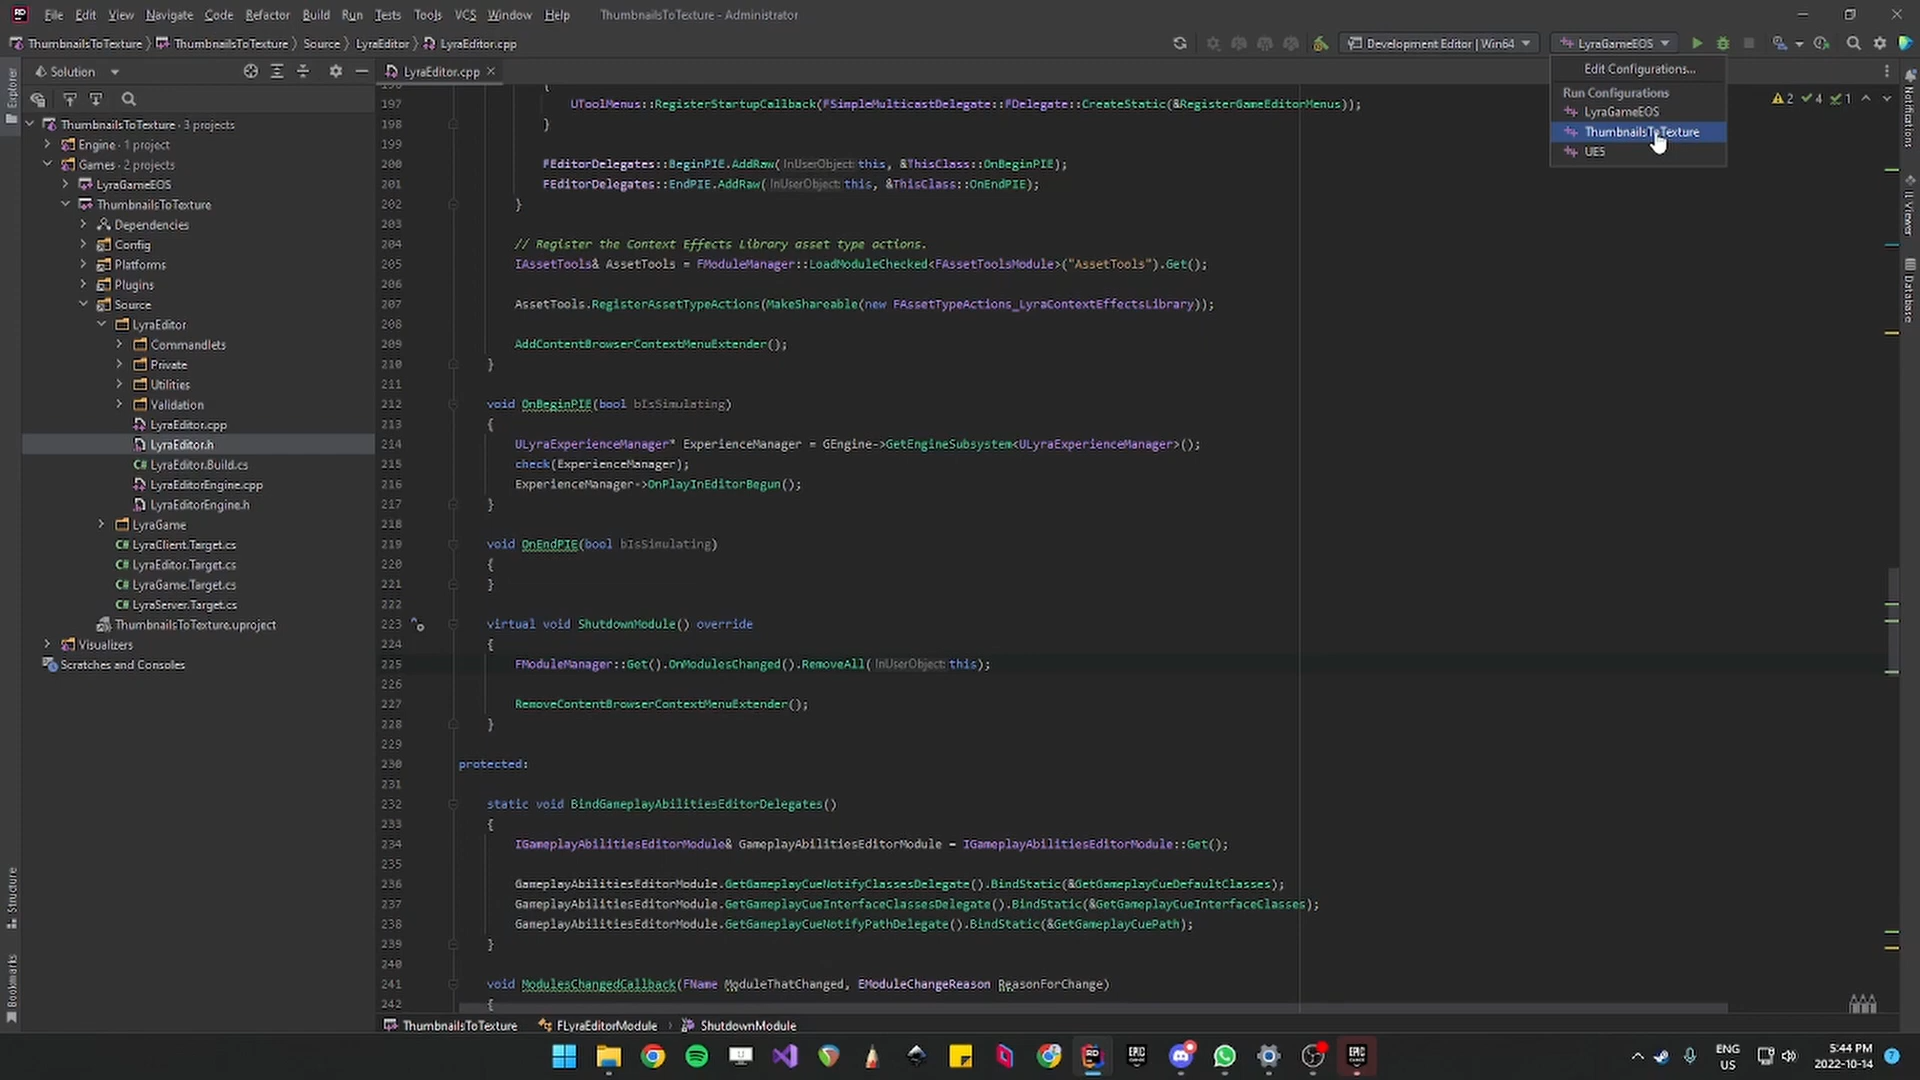 File Edit View Navigate Code Refactor Build Run Tests Tools VCS Window Help ThumbnailsToTexture - Administrator
ThumbnailsToTexture ThumbnailsToTexture Source LyraEditor LyraEditor.cpp Development Editor | Win64 LyraGameEOS
Edit Configurations...
Run Configurations
LyraGameEOS
ThumbnailsToTexture
UE5
Explorer
Solution
ThumbnailsToTexture · 3 projects
Engine · 1 project
Games · 2 projects
LyraGameEOS
ThumbnailsToTexture
Dependencies
Config
Platforms
Plugins
Source
LyraEditor
Commandlets
Private
Utilities
Validation
LyraEditor.cpp
LyraEditor.h
C# LyraEditor.Build.cs
LyraEditorEngine.cpp
LyraEditorEngine.h
LyraGame
C# LyraClient.Target.cs
C# LyraEditor.Target.cs
C# LyraGame.Target.cs
C# LyraServer.Target.cs
ThumbnailsToTexture.uproject
Visualizers
Scratches and Consoles
Structure
Bookmarks
LyraEditor.cpp
2 4 1
Notifications
IL Viewer
Database
197 UToolMenus::RegisterStartupCallback(FSimpleMulticastDelegate::FDelegate::CreateStatic(&RegisterGameEditorMenus));
198 }
199
200 FEditorDelegates::BeginPIE.AddRaw(InUserObject: this, &ThisClass::OnBeginPIE);
201 FEditorDelegates::EndPIE.AddRaw(InUserObject: this, &ThisClass::OnEndPIE);
202 }
203
204 // Register the Context Effects Library asset type actions.
205 IAssetTools& AssetTools = FModuleManager::LoadModuleChecked<FAssetToolsModule>("AssetTools").Get();
206
207 AssetTools.RegisterAssetTypeActions(MakeShareable(new FAssetTypeActions_LyraContextEffectsLibrary));
208
209 AddContentBrowserContextMenuExtender();
210 }
211
212 void OnBeginPIE(bool bIsSimulating)
213 {
214 ULyraExperienceManager* ExperienceManager = GEngine->GetEngineSubsystem<ULyraExperienceManager>();
215 check(ExperienceManager);
216 ExperienceManager->OnPlayInEditorBegun();
217 }
218
219 void OnEndPIE(bool bIsSimulating)
220 {
221 }
222
223 virtual void ShutdownModule() override
224 {
225 FModuleManager::Get().OnModulesChanged().RemoveAll(InUserObject: this);
226
227 RemoveContentBrowserContextMenuExtender();
228 }
229
230 protected:
231
232 static void BindGameplayAbilitiesEditorDelegates()
233 {
234 IGameplayAbilitiesEditorModule& GameplayAbilitiesEditorModule = IGameplayAbilitiesEditorModule::Get();
235
236 GameplayAbilitiesEditorModule.GetGameplayCueNotifyClassesDelegate().BindStatic(&GetGameplayCueDefaultClasses);
237 GameplayAbilitiesEditorModule.GetGameplayCueInterfaceClassesDelegate().BindStatic(&GetGameplayCueInterfaceClasses);
238 GameplayAbilitiesEditorModule.GetGameplayCueNotifyPathDelegate().BindStatic(&GetGameplayCuePath);
239 }
240
241 void ModulesChangedCallback(FName ModuleThatChanged, EModuleChangeReason ReasonForChange)
242 {
ThumbnailsToTexture FLyraEditorModule ShutdownModule
ENG
US
5:44 PM
2022-10-14
7